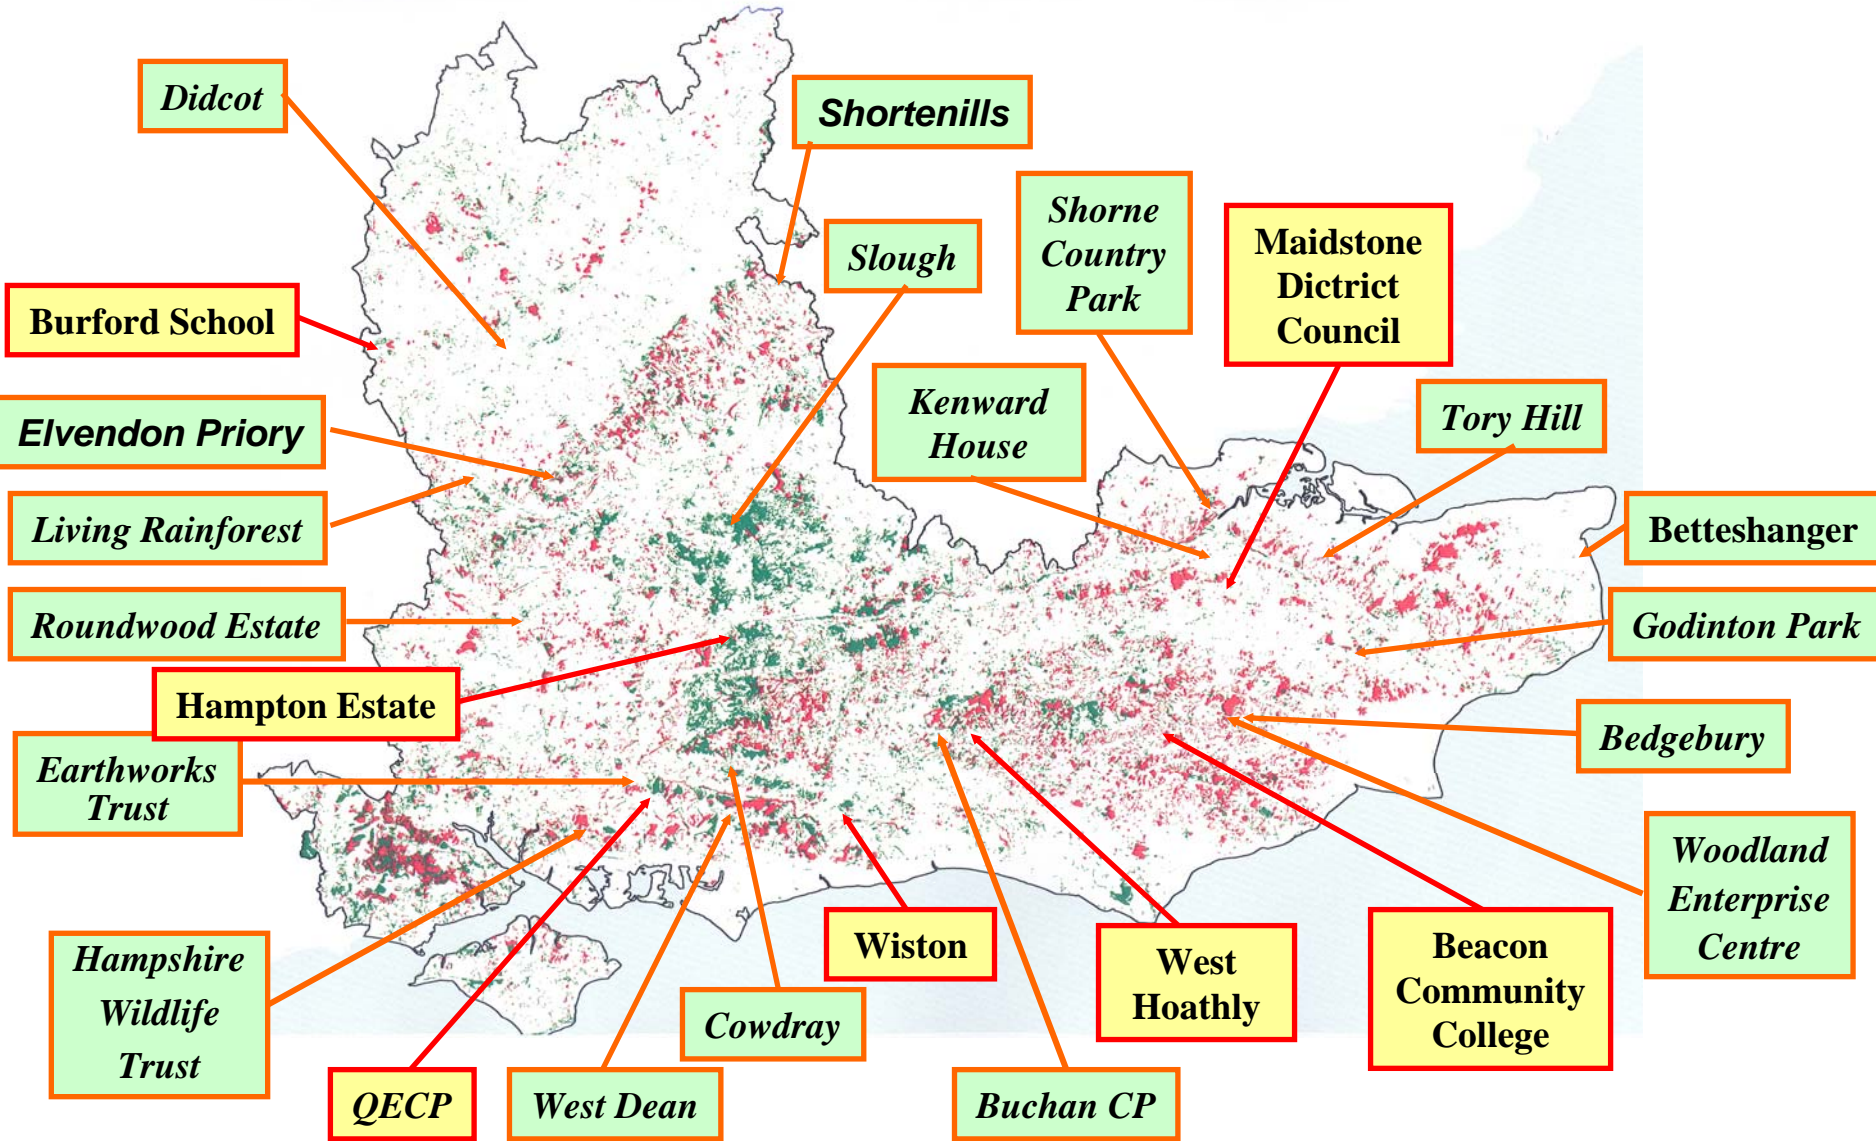 Didcot
Shortenills
Shorne
Country
Park
Maidstone
Dictrict
Council
Slough
Burford School
Kenward
House
Tory Hill
Elvendon Priory
Living Rainforest
Betteshanger
Roundwood Estate
Godinton Park
Hampton Estate
Bedgebury
Earthworks
Trust
Woodland
Enterprise
Centre
Wiston
West
Hoathly
Beacon
Community
College
Hampshire
Wildlife
Trust
Cowdray
QECP
West Dean
Buchan CP